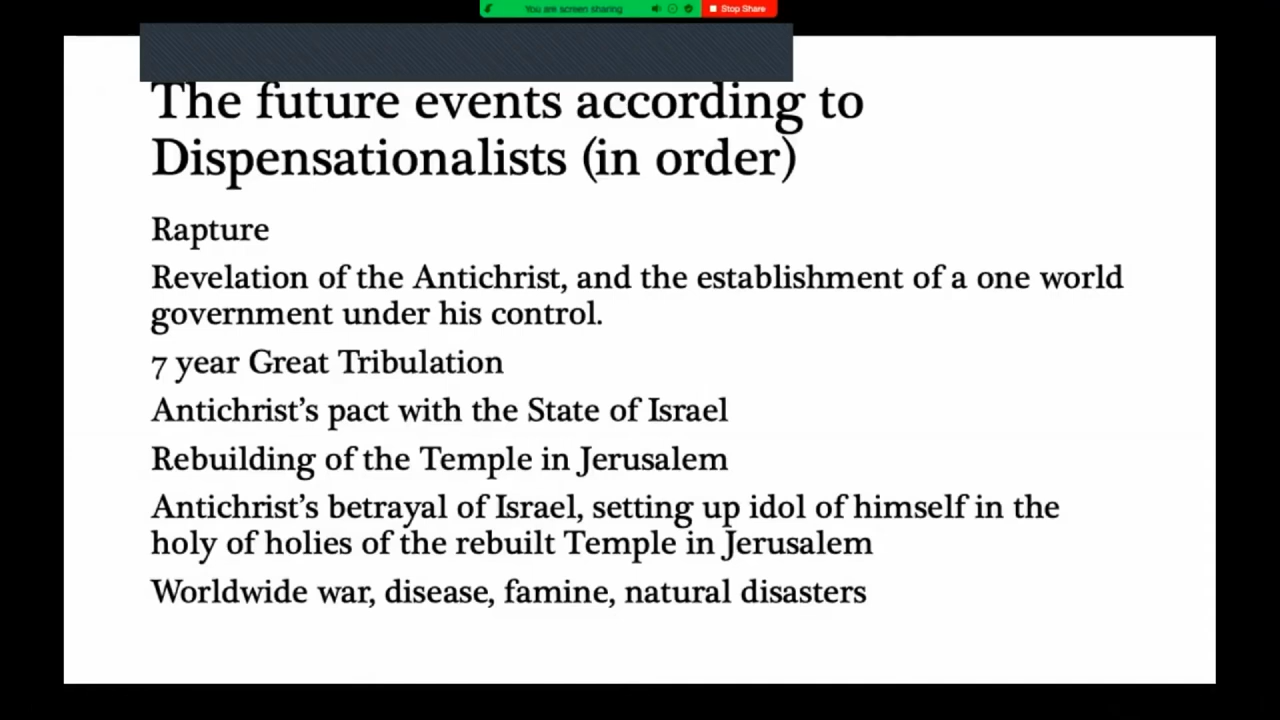 You are screen sharing
Stop Share
The future events according to
Dispensationalists (in order)
Rapture
Revelation of the Antichrist, and the establishment of a one world
government under his control.
7 year Great Tribulation
Antichrist’s pact with the State of Israel
Rebuilding of the Temple in Jerusalem
Antichrist’s betrayal of Israel, setting up idol of himself in the
holy of holies of the rebuilt Temple in Jerusalem
Worldwide war, disease, famine, natural disasters